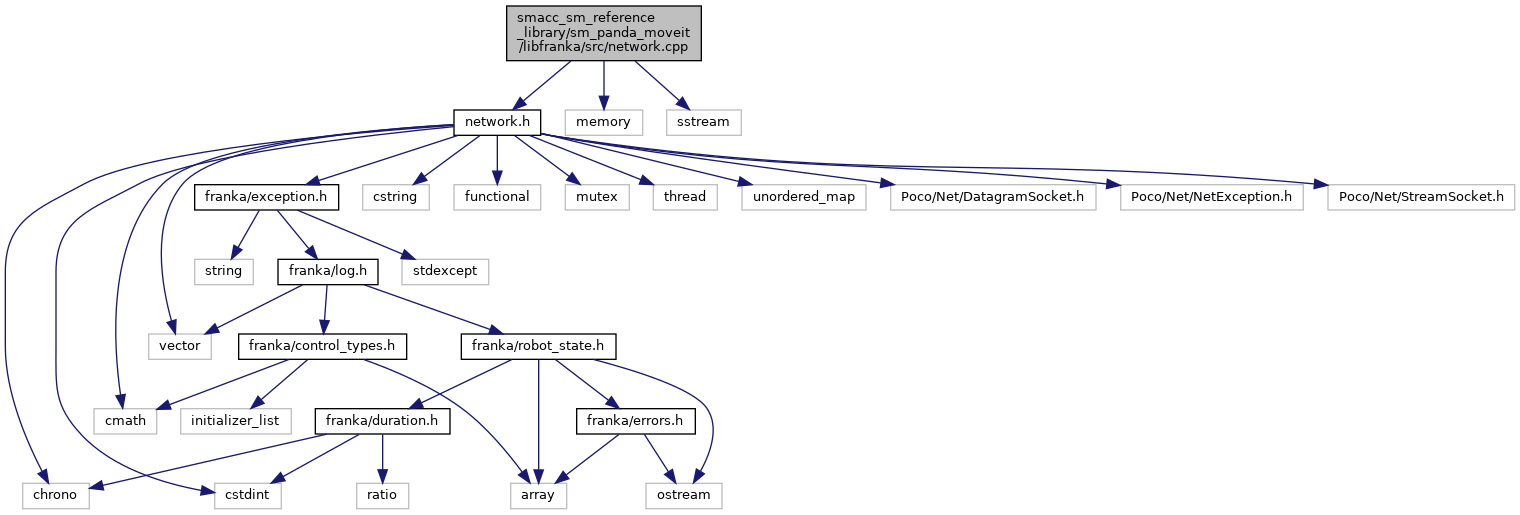 smacc_sm_reference
_library/sm_panda_moveit
/libfranka/src/network.cpp
network.h
memory
sstream
franka/exception.h
cstring
functional
mutex
thread
unordered_map
Poco/Net/DatagramSocket.h
Poco/Net/NetException.h
Poco/Net/StreamSocket.h
string
franka/log.h
stdexcept
vector
franka/control_types.h
franka/robot_state.h
cmath
initializer_list
franka/duration.h
franka/errors.h
chrono
cstdint
ratio
array
ostream